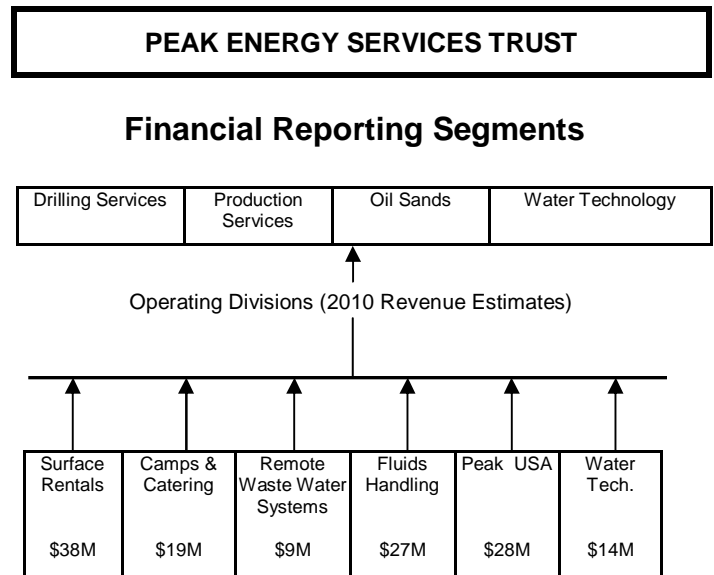 PEAK ENERGY SERVICES TRUST
Financial Reporting Segments
Drilling Services
Production
Services
Oil Sands
Water Technology
Operating Divisions (2010 Revenue Estimates)
Surface
Rentals
$38M
Camps &
Catering
$19M
Remote
Waste Water
Systems
$9M
Fluids
Handling
$27M
Peak USA
$28M
Water
Tech.
$14M